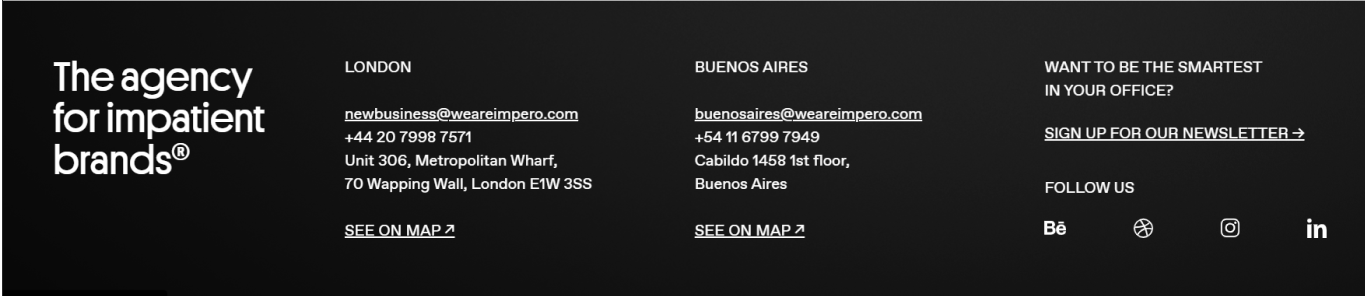 The agency
for impatient
brands®
LONDON
newbusiness@weareimpero.com
+44 20 7998 7571
Unit 306, Metropolitan Wharf,
70 Wapping Wall, London E1W 3SS
SEE ON MAP ↗
BUENOS AIRES
buenosaires@weareimpero.com
+54 11 6799 7949
Cabildo 1458 1st floor,
Buenos Aires
SEE ON MAP ↗
WANT TO BE THE SMARTEST
IN YOUR OFFICE?
SIGN UP FOR OUR NEWSLETTER →
FOLLOW US
Bē
in